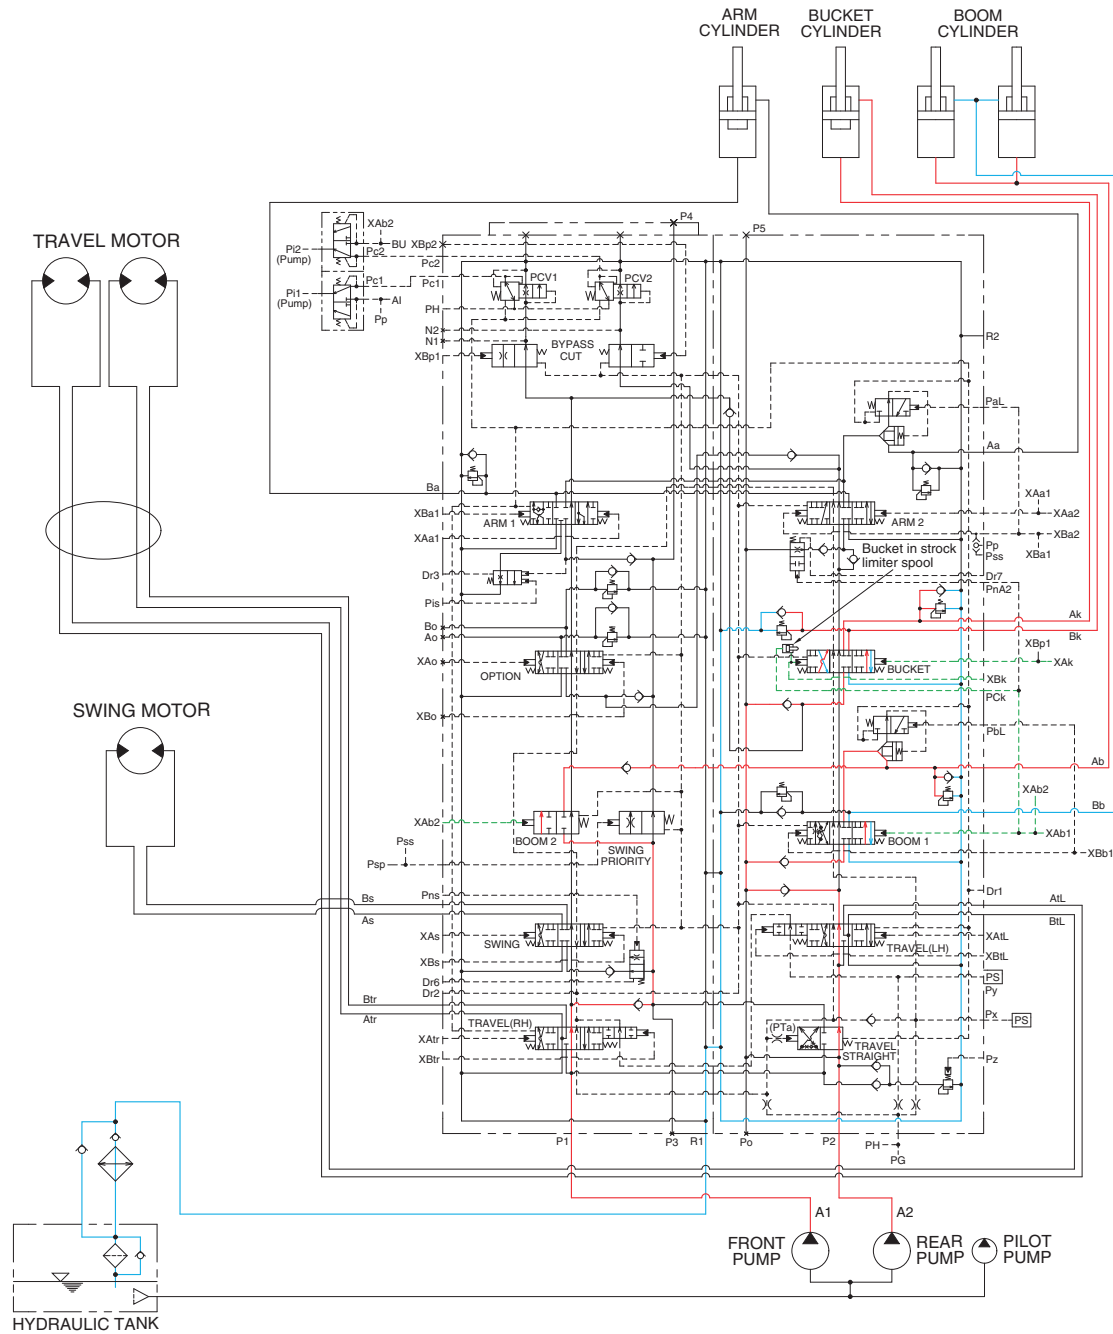 ARM
CYLINDER
BUCKET
CYLINDER
BOOM
CYLINDER
TRAVEL MOTOR
XAb2
BU
XBp2
Pi2
(Pump)
Pc2
Pc2
P4
P5
Pc1
Pc1
Pi1
(Pump)
AI
Pp
PCV1
PCV2
PH
N2
N1
XBp1
BYPASS
CUT
R2
PaL
Aa
Ba
XBa1
ARM 1
XAa1
ARM 2
XAa1
XAa2
XBa2
XBa1
Pp
Pss
Bucket in strock
limiter spool
Dr3
Pis
Dr7
PnA2
Bo
Ao
Ak
Bk
XAo
OPTION
XBo
BUCKET
XBp1
XAk
XBk
PCk
PbL
SWING MOTOR
Ab
XAb2
Bb
XAb2
BOOM 2
SWING
PRIORITY
BOOM 1
XAb1
XBb1
Pss
Psp
Pns
Bs
As
Dr1
AtL
BtL
XAs
SWING
XBs
Dr6
Dr2
TRAVEL(LH)
XAtL
XBtL
PS
Py
Btr
Atr
TRAVEL(RH)
XAtr
XBtr
(PTa)
TRAVEL
STRAIGHT
Px
PS
Pz
P1
P3
R1
Po
P2
PH
PG
A1
A2
FRONT
PUMP
REAR
PUMP
PILOT
PUMP
HYDRAULIC TANK